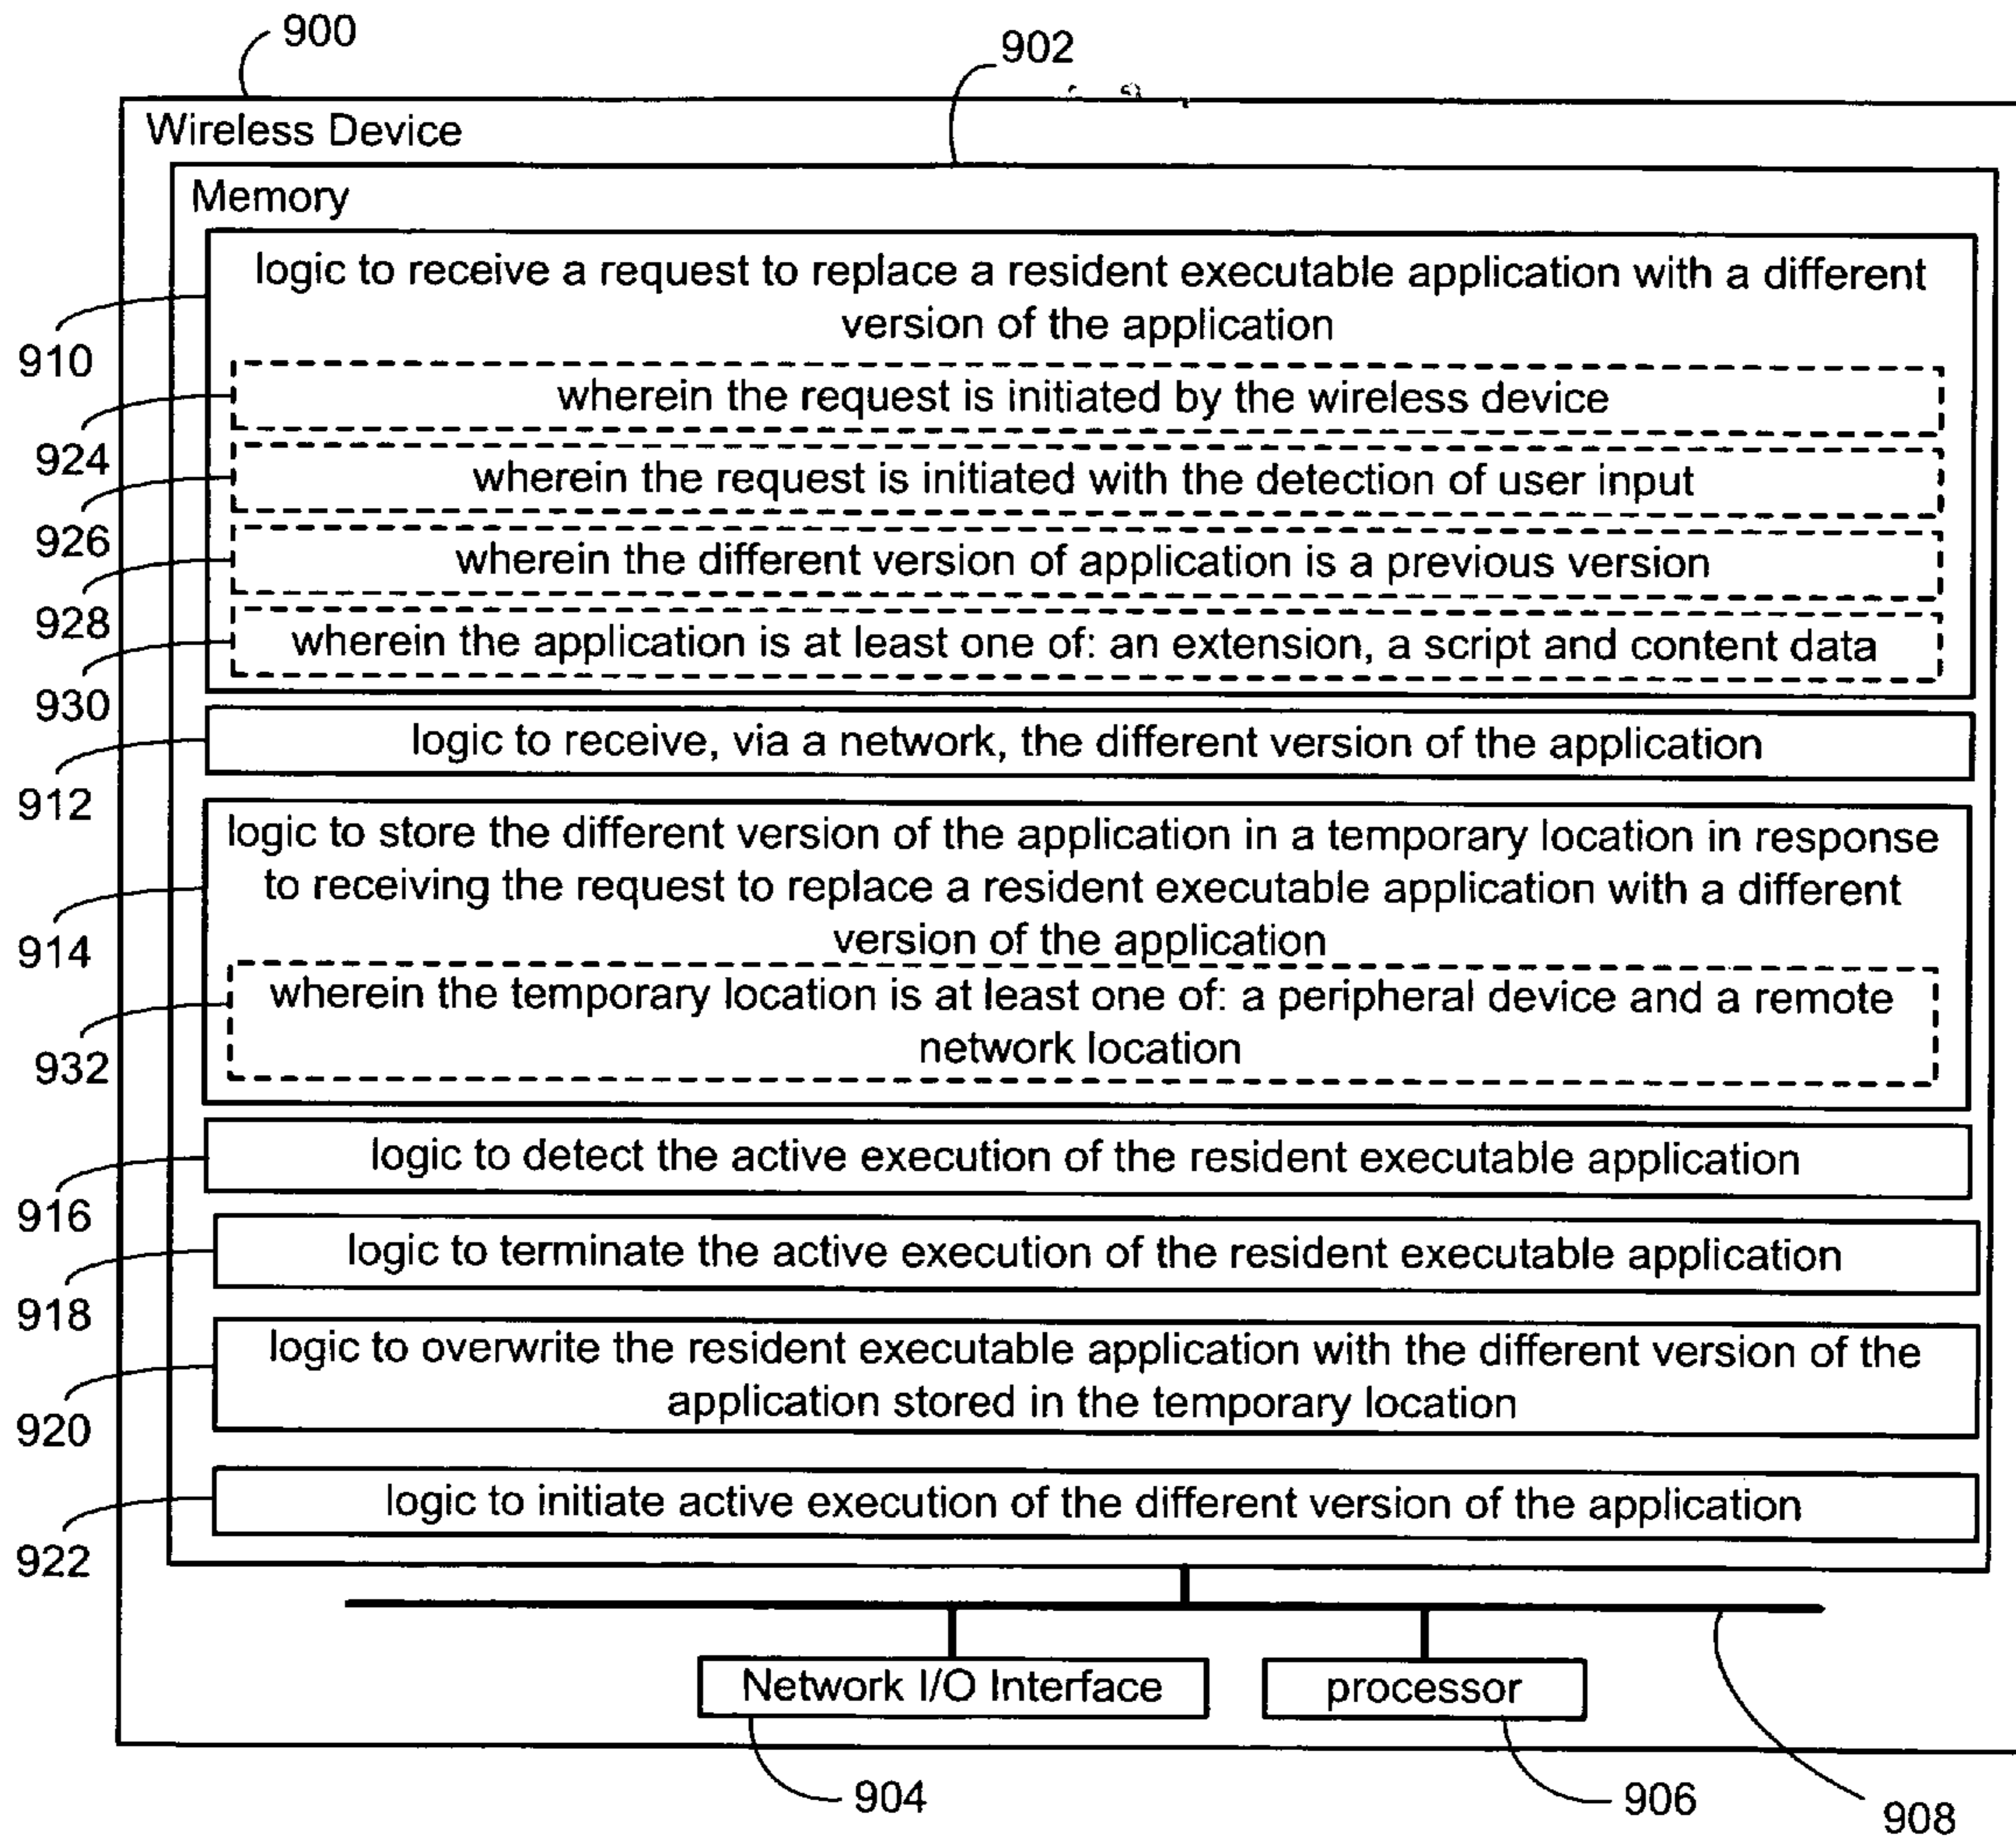 900
902
Wireless Device
Memory
logic to receive a request to replace a resident executable application with a different
version of the application
910
wherein the request is initiated by the wireless device
924
wherein the request is initiated with the detection of user input
926
wherein the different version of application is a previous version
928
wherein the application is at least one of: an extension, a script and content data
930
logic to receive, via a network, the different version of the application
912
logic to store the different version of the application in a temporary location in response
to receiving the request to replace a resident executable application with a different
version of the application
914
wherein the temporary location is at least one of: a peripheral device and a remote
network location
932
logic to detect the active execution of the resident executable application
916
logic to terminate the active execution of the resident executable application
918
logic to overwrite the resident executable application with the different version of the
application stored in the temporary location
920
logic to initiate active execution of the different version of the application
922
Network I/O Interface
processor
904
906
908